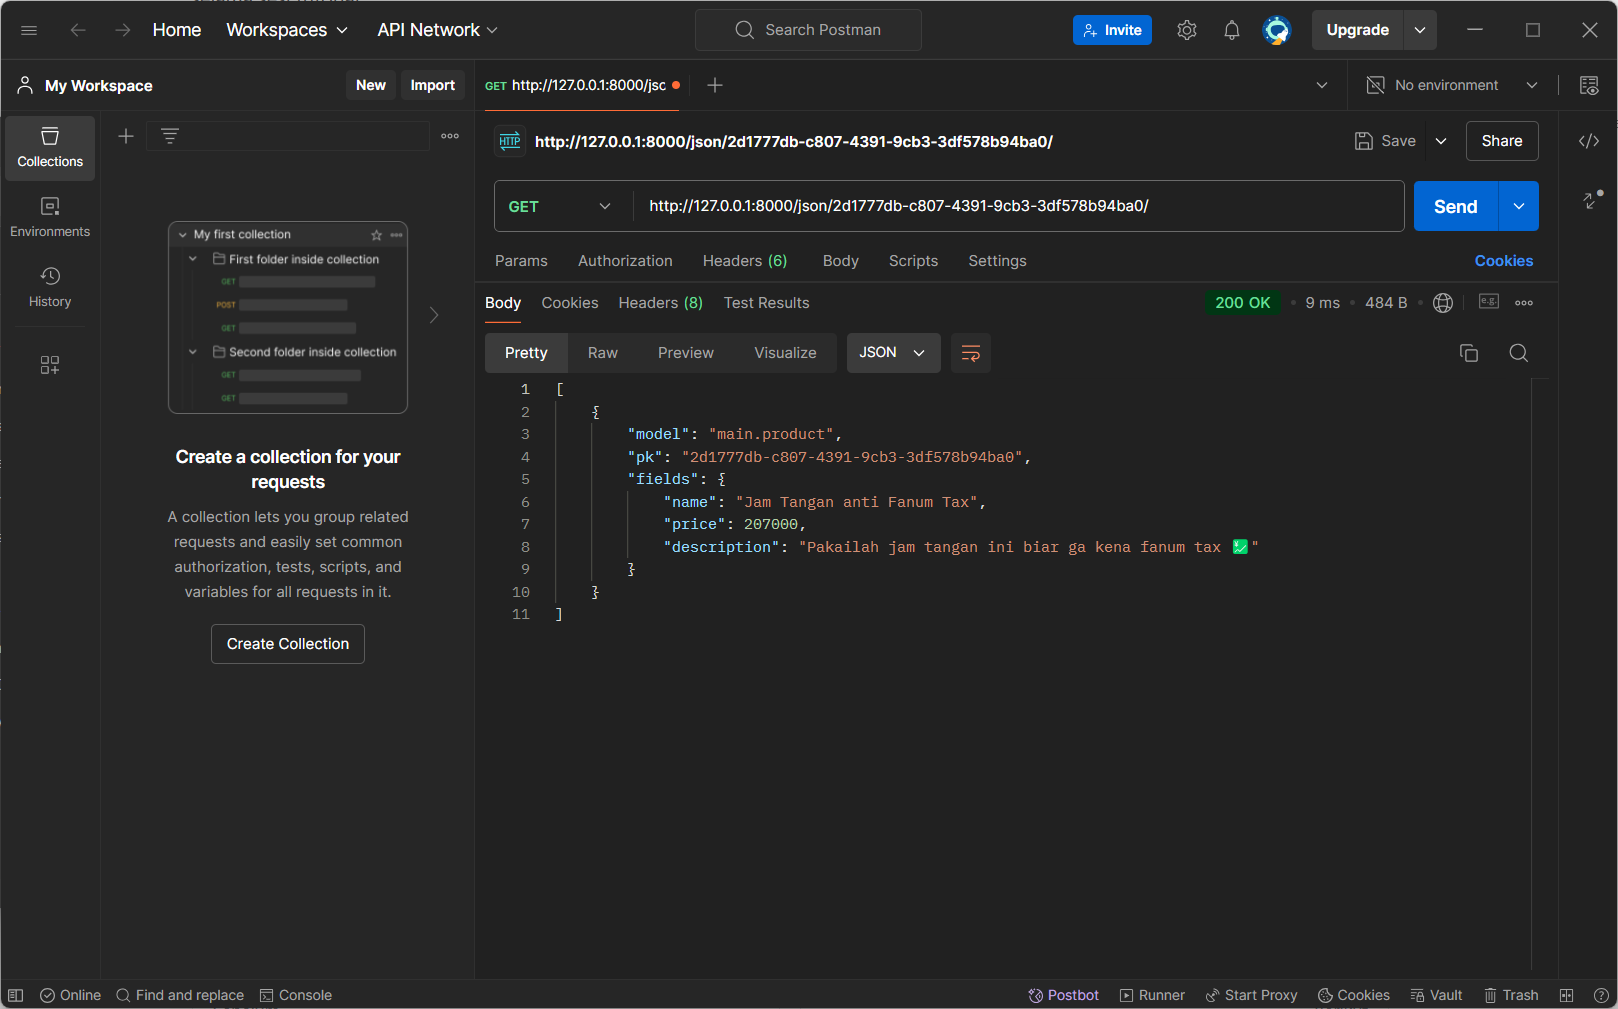 Home Workspaces API Network Search Postman Invite Upgrade
My Workspace New Import GET http://127.0.0.1:8000/jsc No environment
Collections
Environments
History
My first collection
First folder inside collection
GET
POST
GET
Second folder inside collection
GET
GET
Create a collection for your
requests
A collection lets you group related
requests and easily set common
authorization, tests, scripts, and
variables for all requests in it.
Create Collection
HTTP http://127.0.0.1:8000/json/2d1777db-c807-4391-9cb3-3df578b94ba0/ Save Share
GET http://127.0.0.1:8000/json/2d1777db-c807-4391-9cb3-3df578b94ba0/ Send
Params Authorization Headers (6) Body Scripts Settings Cookies
Body Cookies Headers (8) Test Results 200 OK 9 ms 484 B e.g.
Pretty Raw Preview Visualize JSON
1 [
2 {
3 "model": "main.product",
4 "pk": "2d1777db-c807-4391-9cb3-3df578b94ba0",
5 "fields": {
6 "name": "Jam Tangan anti Fanum Tax",
7 "price": 207000,
8 "description": "Pakailah jam tangan ini biar ga kena fanum tax 💹"
9 }
10 }
11 ]
Online Find and replace Console Postbot Runner Start Proxy Cookies Vault Trash